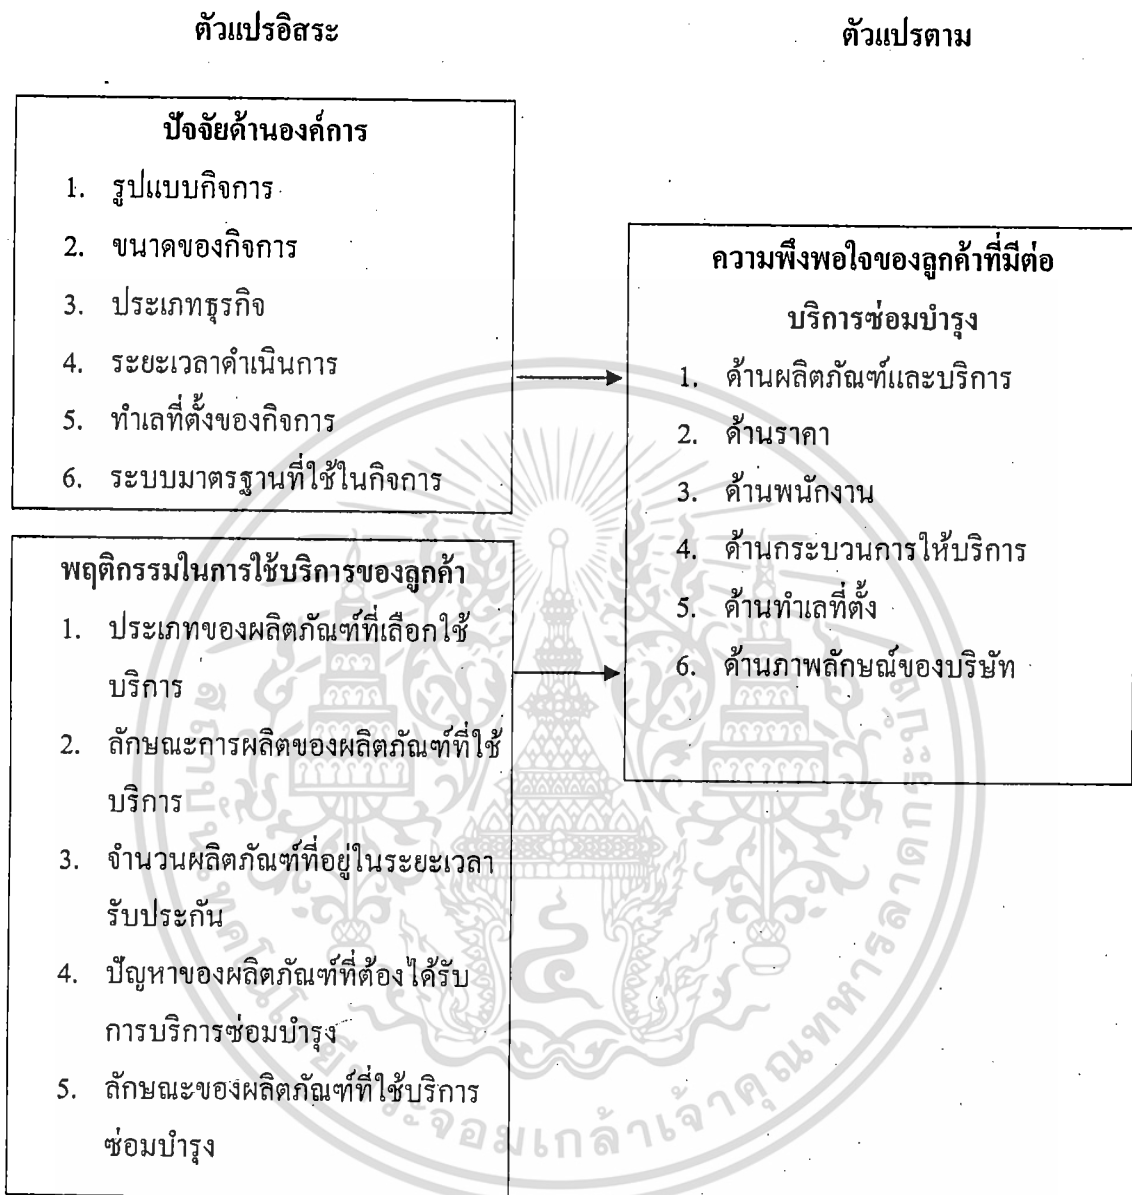 ตัวแปรอิสระ
ตัวแปรตาม
ปัจจัยด้านองค์การ
1. รูปแบบกิจการ
2. ขนาดของกิจการ
3. ประเภทธุรกิจ
4. ระยะเวลาดำเนินการ
5. ทำเลที่ตั้งของกิจการ
6. ระบบมาตรฐานที่ใช้ในกิจการ
พฤติกรรมในการใช้บริการของลูกค้า
1. ประเภทของผลิตภัณฑ์ที่เลือกใช้
บริการ
2. ลักษณะการผลิตของผลิตภัณฑ์ที่ใช้
บริการ
3. จำนวนผลิตภัณฑ์ที่อยู่ในระยะเวลา
รับประกัน
4. ปัญหาของผลิตภัณฑ์ที่ต้องได้รับ
การบริการซ่อมบำรุง
5. ลักษณะของผลิตภัณฑ์ที่ใช้บริการ
ซ่อมบำรุง
ความพึงพอใจของลูกค้าที่มีต่อ
บริการซ่อมบำรุง
1. ด้านผลิตภัณฑ์และบริการ
2. ด้านราคา
3. ด้านพนักงาน
4. ด้านกระบวนการให้บริการ
5. ด้านทำเลที่ตั้ง
6. ด้านภาพลักษณ์ของบริษัท